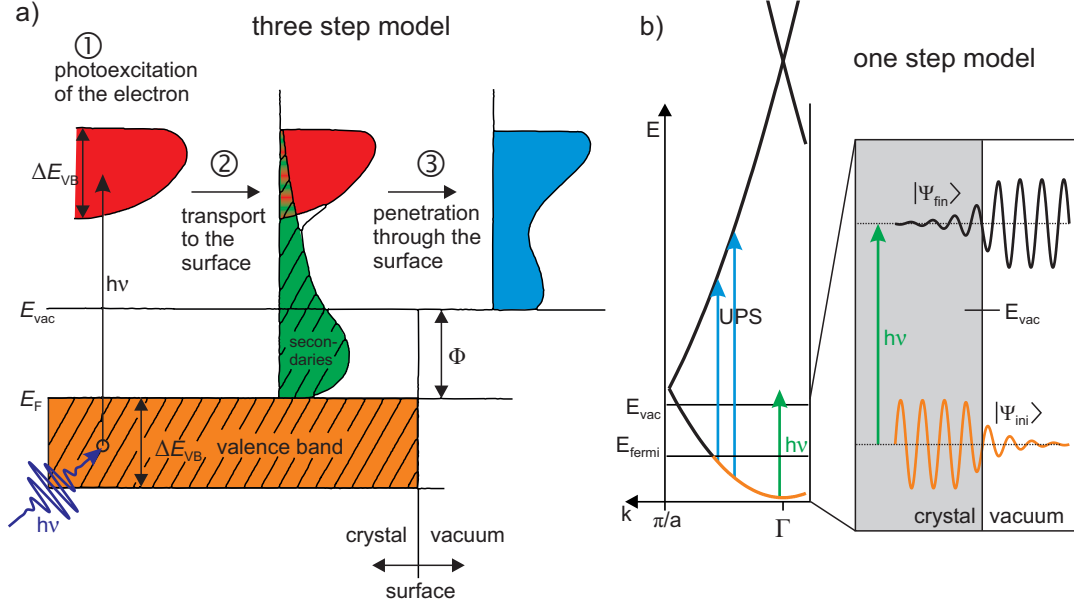 a)
three step model
①
photoexcitation
of the electron
ΔE_VB
hν
②
transport
to the
surface
③
penetration
through the
surface
E_vac
secon-
daries
Φ
E_F
ΔE_VB
valence band
hν
crystal
vacuum
surface
b)
one step model
E
UPS
E_vac
E_fermi
hν
k
π/a
Γ
|Ψ_fin>
E_vac
hν
|Ψ_ini>
crystal
vacuum